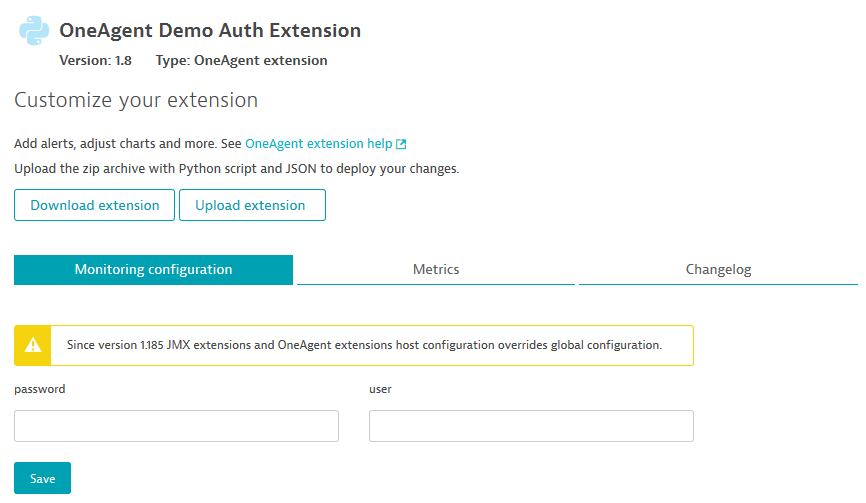 OneAgent Demo Auth Extension
Version: 1.8 Type: OneAgent extension
Customize your extension
Add alerts, adjust charts and more. See OneAgent extension help
Upload the zip archive with Python script and JSON to deploy your changes.
Download extension Upload extension
Monitoring configuration Metrics Changelog
Since version 1.185 JMX extensions and OneAgent extensions host configuration overrides global configuration.
password user
Save